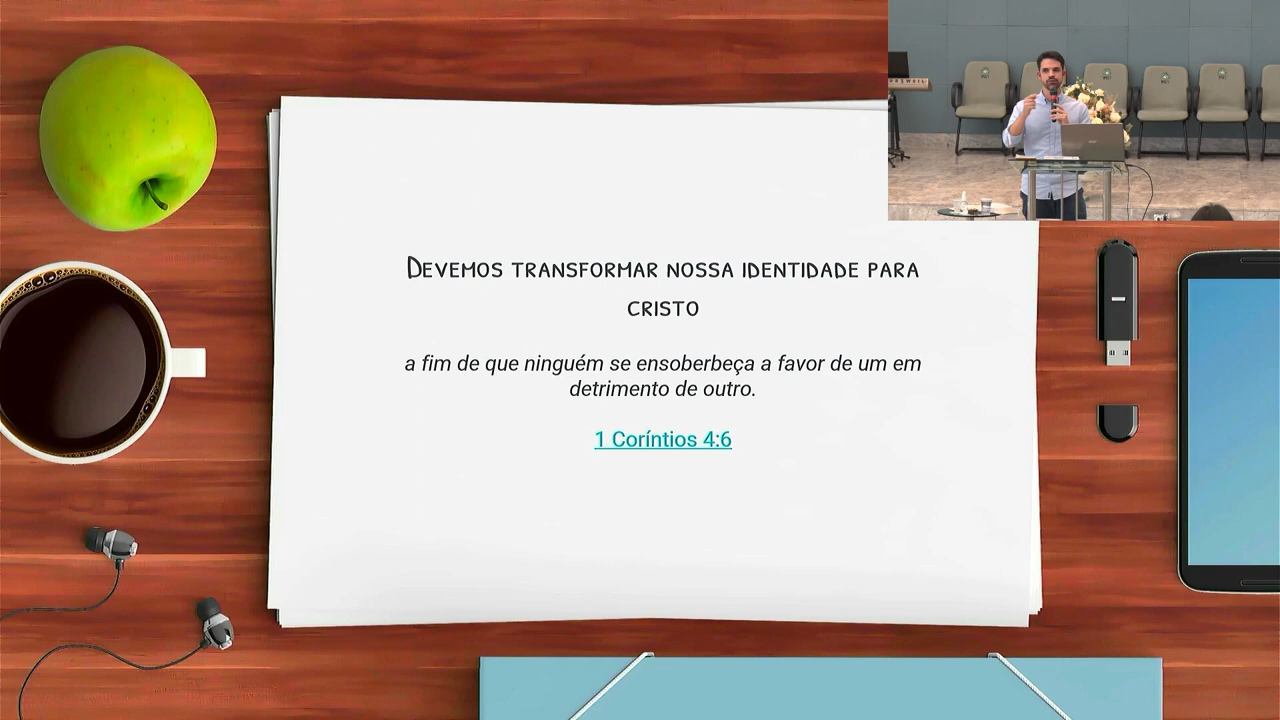 Devemos transformar nossa identidade para
cristo
a fim de que ninguém se ensoberbeça a favor de um em
detrimento de outro.
1 Coríntios 4:6